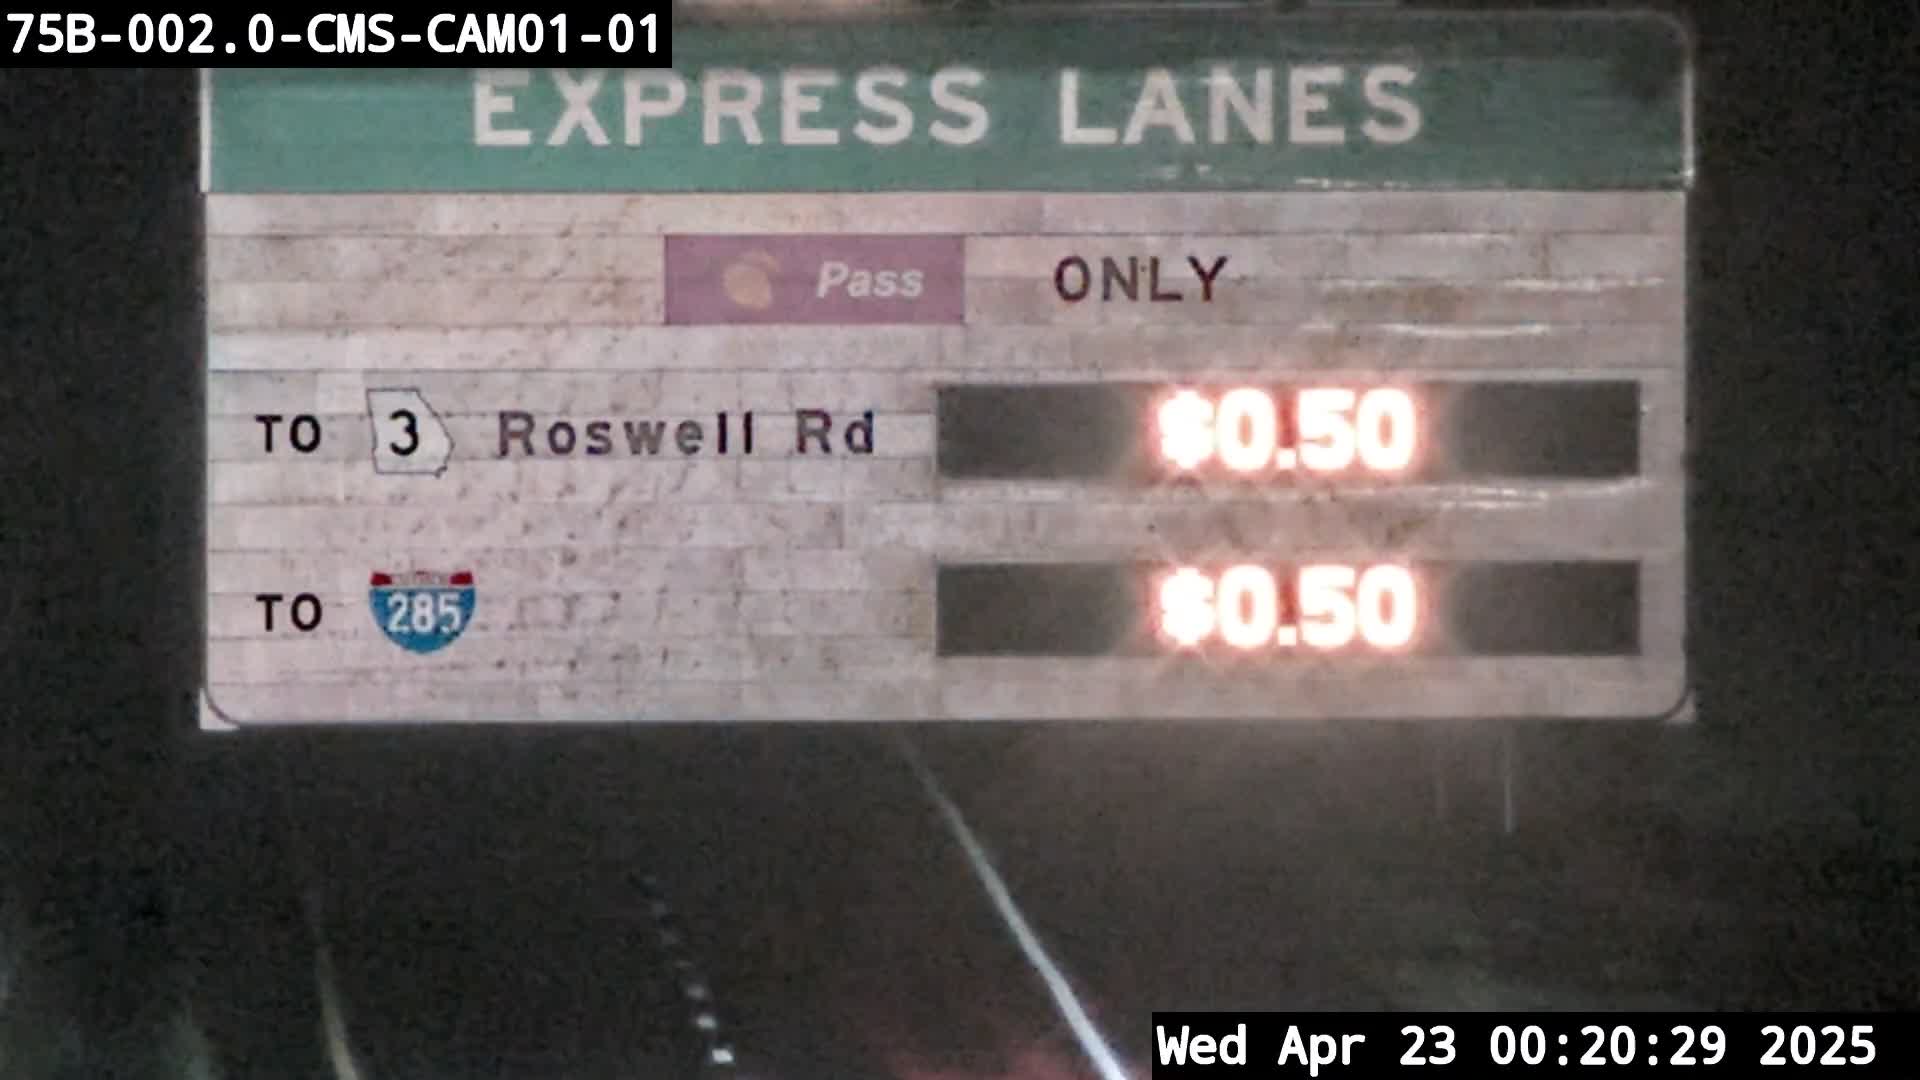 75B-002.0-CMS-CAM01-01
EXPRESS LANES
Pass ONLY
TO 3 Roswell Rd $0.50
TO 285 $0.50
Wed Apr 23 00:20:29 2025